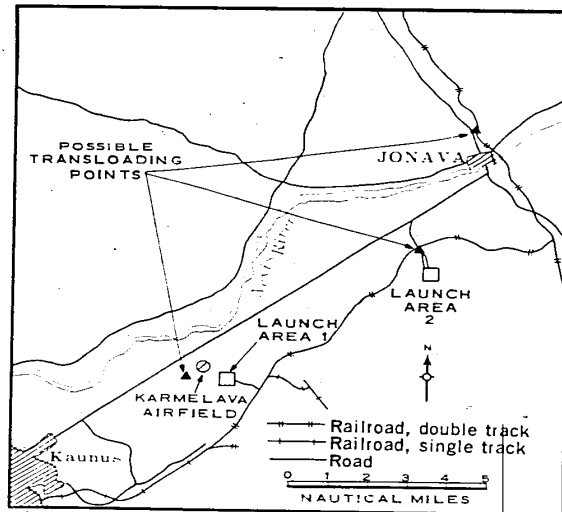 POSSIBLE
TRANSLOADING
POINTS
JONAVA
LAUNCH
AREA
2
LAUNCH
AREA 1
N
KARMELAVA
AIRFIELD
Kaunus
Railroad, double track
Railroad, single track
Road
0 1 2 3 4 5
NAUTICAL MILES